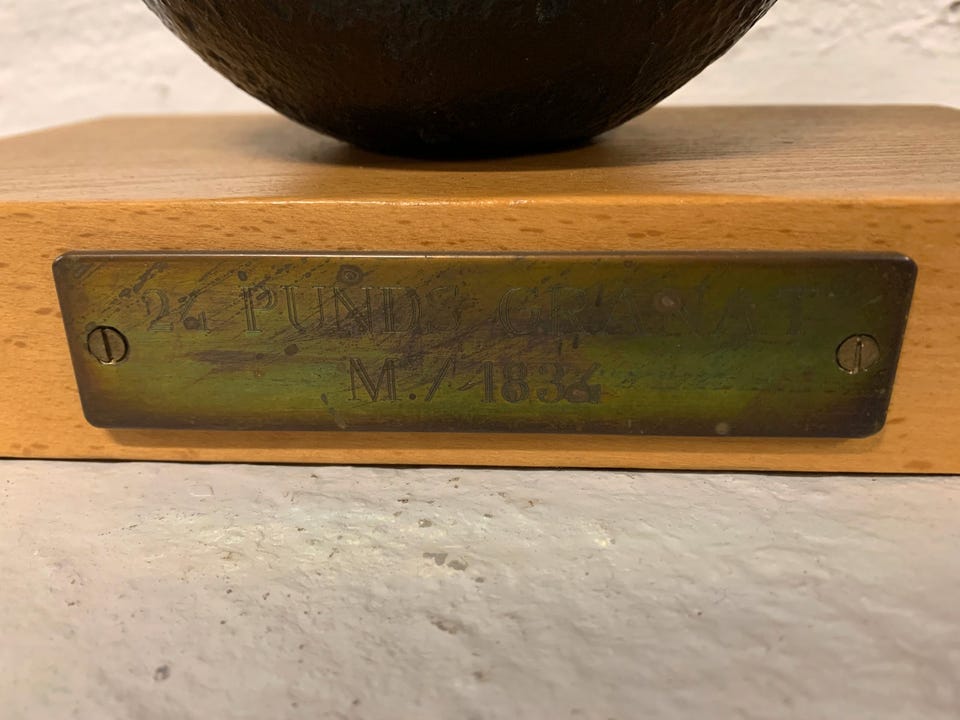 24 PUNDS GRANAT
M./ 1834